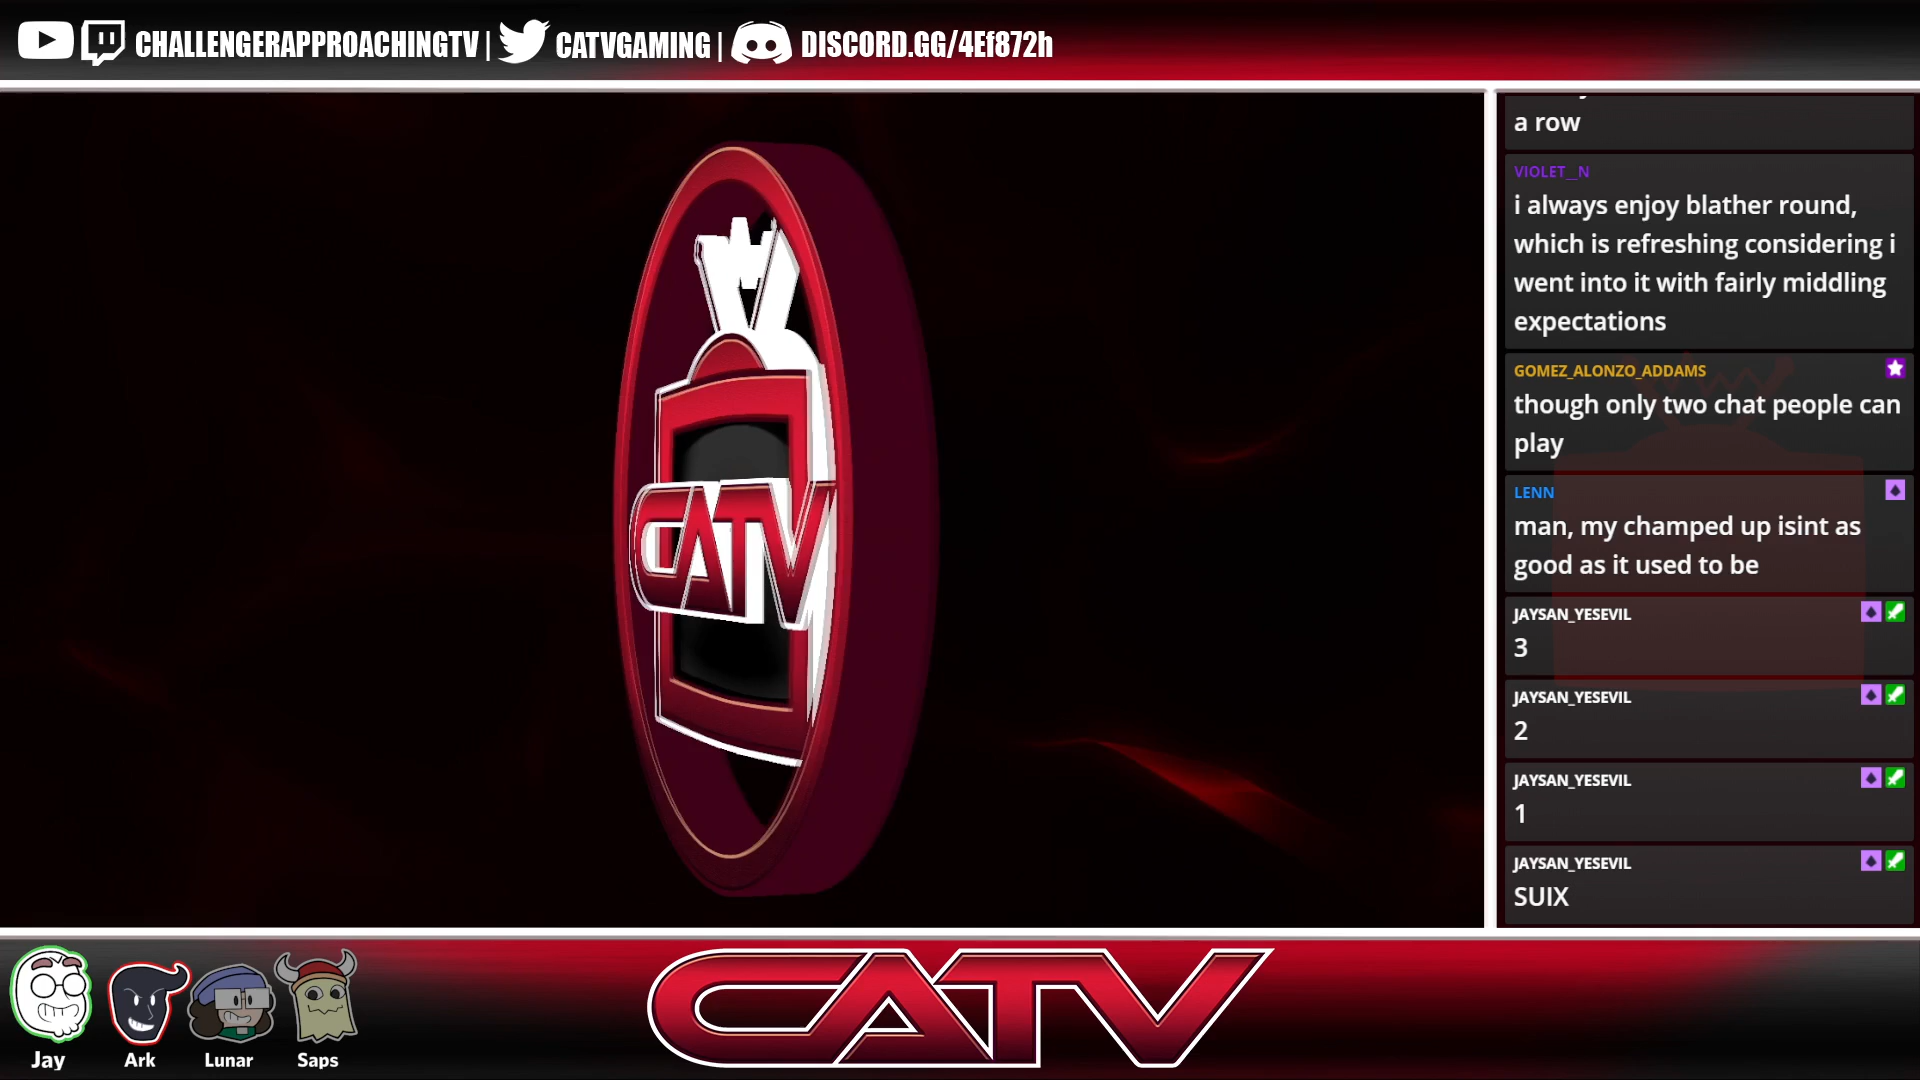 CHALLENGERAPPROACHINGTV | CATVGAMING | DISCORD.GG/4Ef872h
a row
VIOLET__N
i always enjoy blather round,
which is refreshing considering i
went into it with fairly middling
expectations
GOMEZ_ALONZO_ADDAMS
though only two chat people can
play
LENN
man, my champed up isint as
good as it used to be
JAYSAN_YESEVIL
3
JAYSAN_YESEVIL
2
JAYSAN_YESEVIL
1
JAYSAN_YESEVIL
SUIX
CATV
Jay
Ark
Lunar
Saps
CATV